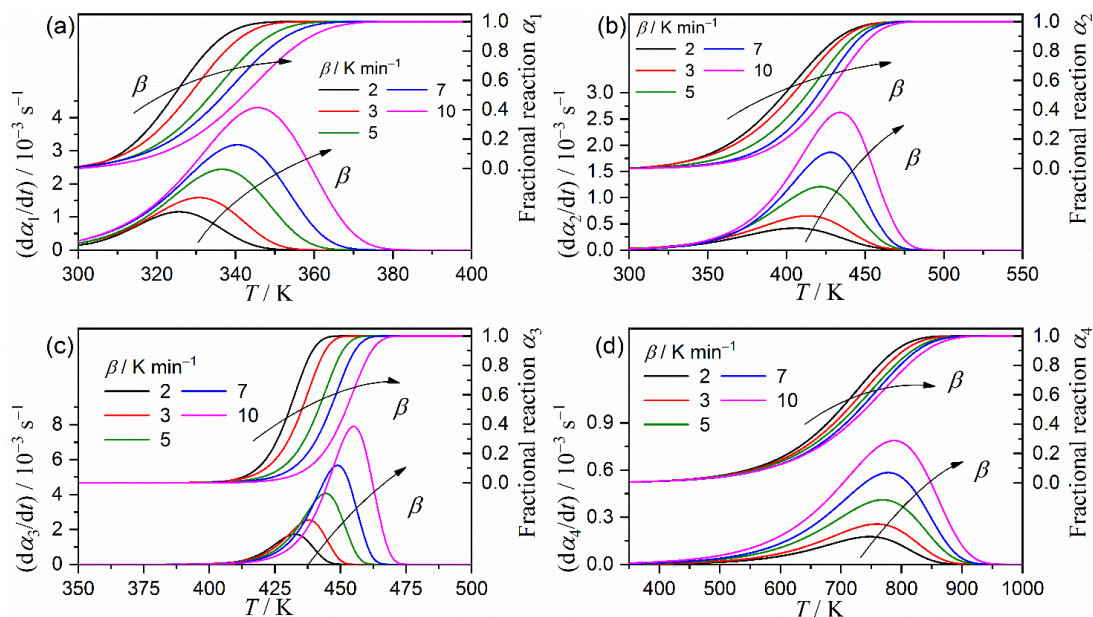 (a)
(dα₁/dt) / 10⁻³ s⁻¹
4
3
2
1
0
300 320 340 360 380 400
T / K
1.0
0.8
0.6
0.4
0.2
0.0
Fractional reaction α₁
β / K min⁻¹
2 7
3 10
5
β
β
(b)
(dα₂/dt) / 10⁻³ s⁻¹
3.0
2.5
2.0
1.5
1.0
0.5
0.0
300 350 400 450 500 550
T / K
1.0
0.8
0.6
0.4
0.2
0.0
Fractional reaction α₂
β / K min⁻¹
2 7
3 10
5
β
β
(c)
(dα₃/dt) / 10⁻³ s⁻¹
8
6
4
2
0
350 375 400 425 450 475 500
T / K
1.0
0.8
0.6
0.4
0.2
0.0
Fractional reaction α₃
β / K min⁻¹
2 7
3 10
5
β
β
(d)
(dα₄/dt) / 10⁻³ s⁻¹
0.9
0.6
0.3
0.0
400 500 600 700 800 900 1000
T / K
1.0
0.8
0.6
0.4
0.2
0.0
Fractional reaction α₄
β / K min⁻¹
2 7
3 10
5
β
β